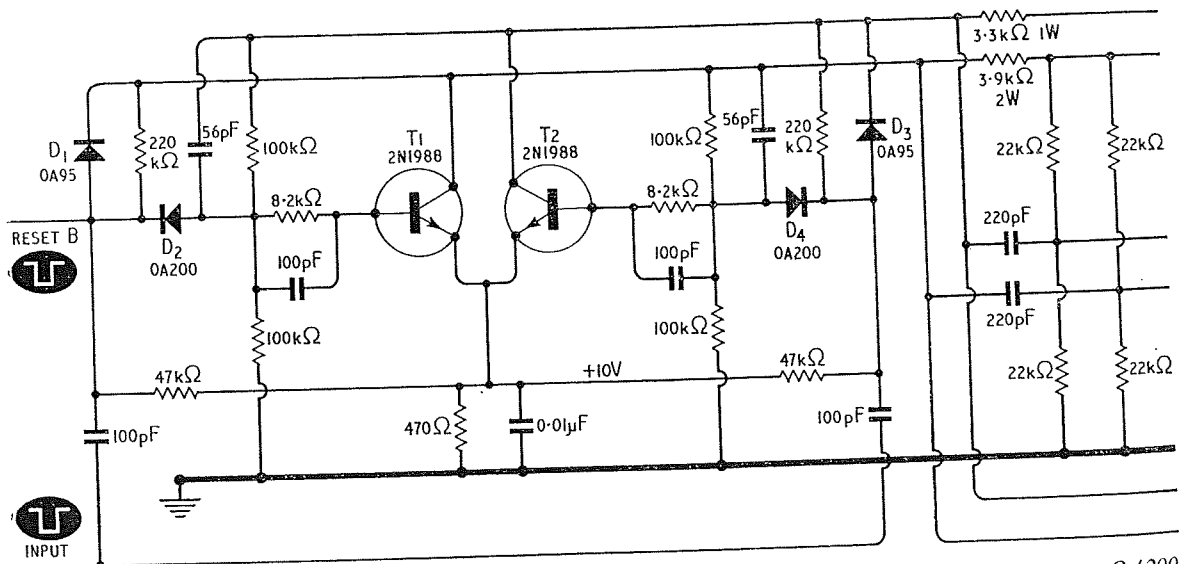 3·3kΩ 1W
3·9kΩ
2W
D1
OA95
220
kΩ
56pF
100kΩ
T1
2N1988
T2
2N1988
100kΩ
56pF
220
kΩ
D3
OA95
22kΩ
22kΩ
8·2kΩ
8·2kΩ
RESET B
D2
OA200
D4
OA200
100pF
100pF
220pF
220pF
100kΩ
100kΩ
47kΩ
+10V
47kΩ
22kΩ
22kΩ
100pF
470Ω
0·01μF
100pF
INPUT